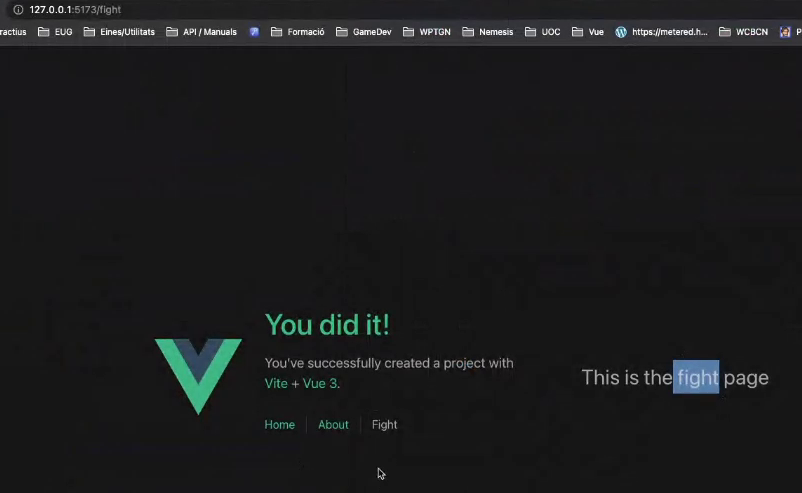 127.0.0.1:5173/fight
ractius EUG Eines/Utilitats API / Manuals Formació GameDev WPTGN Nemesis UOC Vue https://metered.h... WCBCN P
You did it!
You've successfully created a project with
Vite + Vue 3.
Home About Fight
This is the fight page